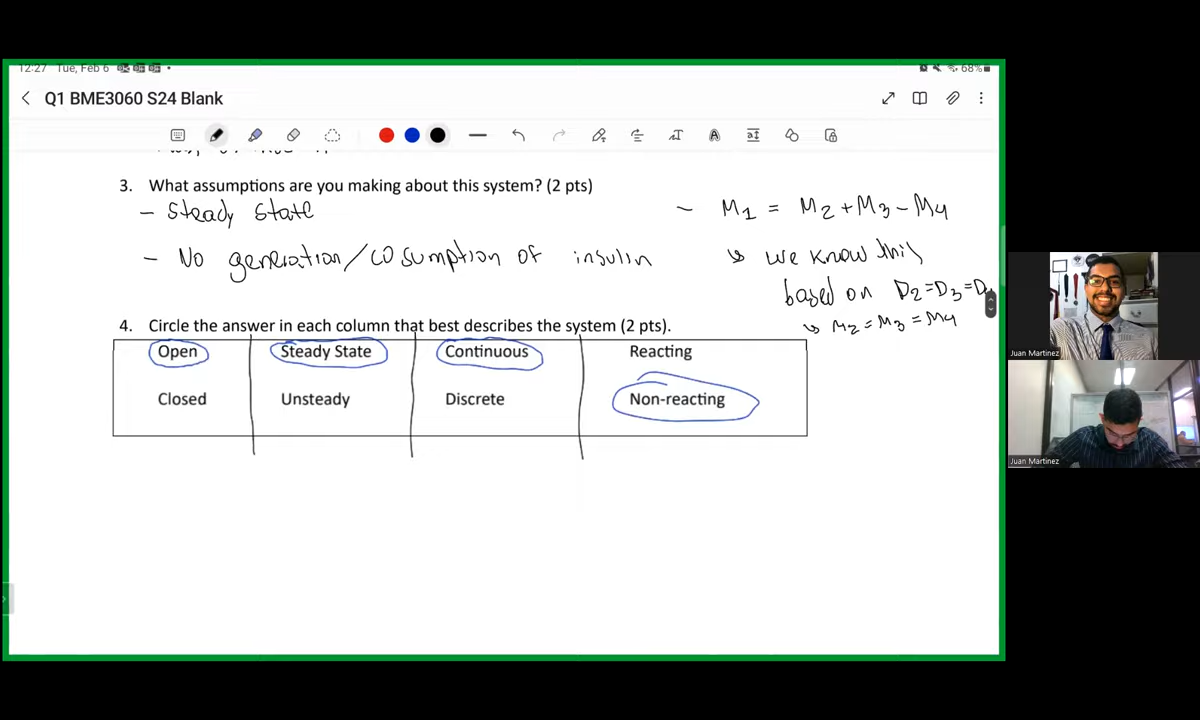 12:27 Tue, Feb 6
68%
Q1 BME3060 S24 Blank
3. What assumptions are you making about this system? (2 pts)
- Steady State
- No generation/cosumption of insulin
- M1 = M2 + M3 - M4
↳ we know this
based on D2=D3=D4
↳ M2 = M3 = M4
4. Circle the answer in each column that best describes the system (2 pts).
Open Steady State Continuous Reacting
Closed Unsteady Discrete Non-reacting
Juan Martinez
Juan Martinez